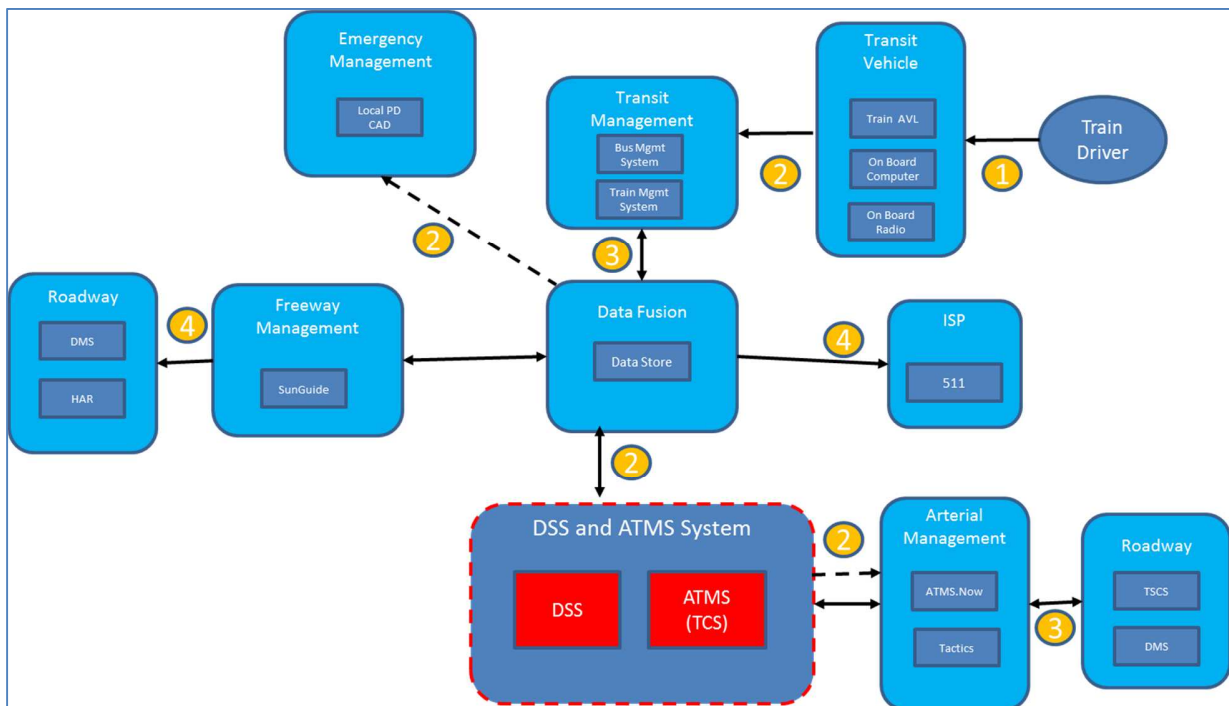 Emergency
Management
Local PD
CAD
Transit
Management
Bus Mgmt
System
Train Mgmt
System
Transit
Vehicle
Train AVL
On Board
Computer
On Board
Radio
Train
Driver
1
2
2
3
Roadway
DMS
HAR
4
Freeway
Management
SunGuide
Data Fusion
Data Store
4
ISP
511
2
DSS and ATMS System
DSS
ATMS
(TCS)
2
Arterial
Management
ATMS.Now
Tactics
3
Roadway
TSCS
DMS